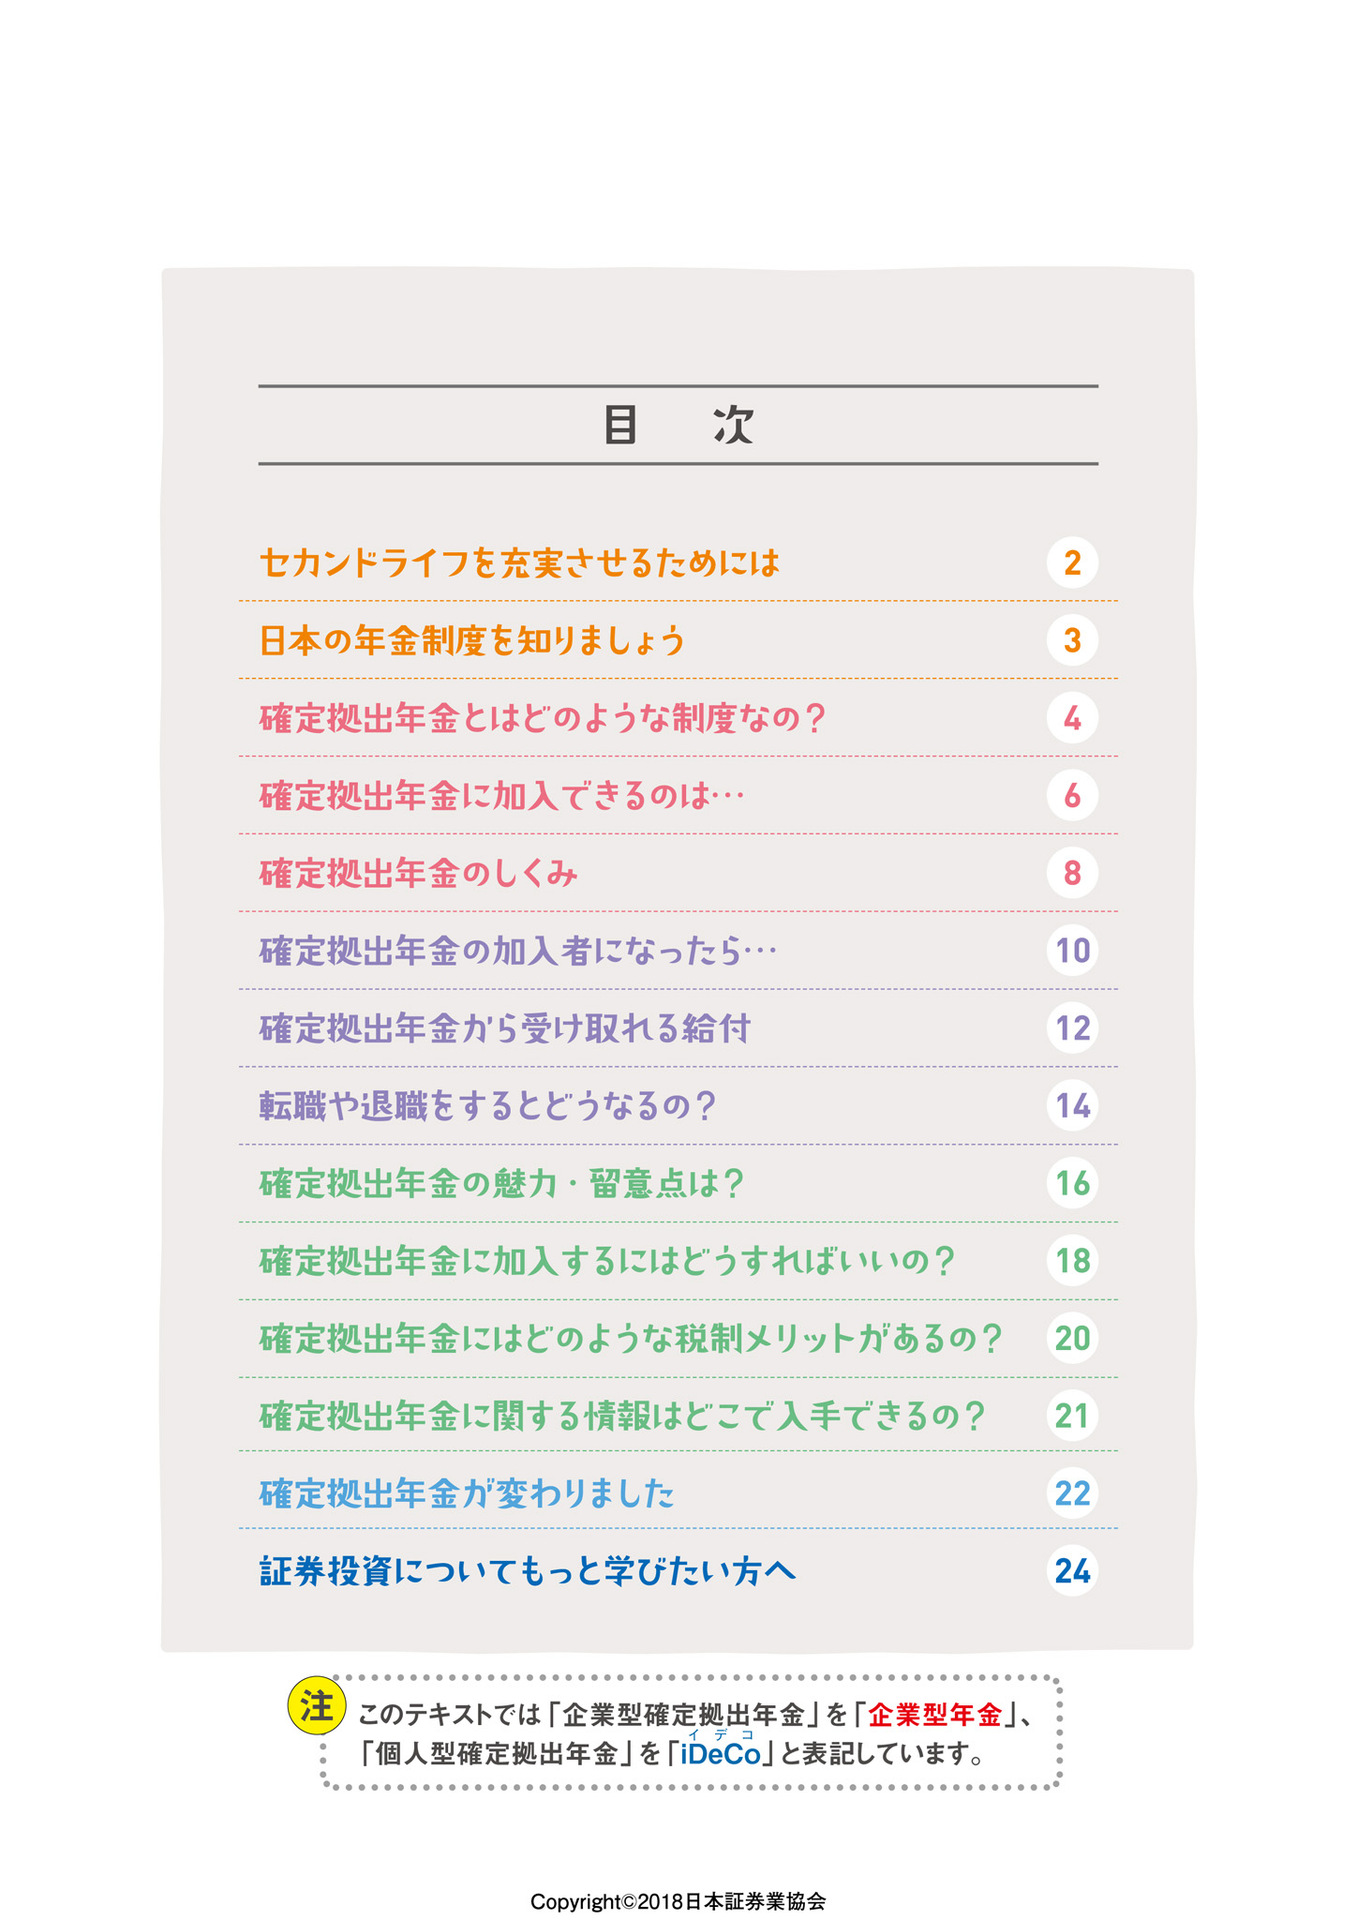 目　次
セカンドライフを充実させるためには 2
日本の年金制度を知りましょう 3
確定拠出年金とはどのような制度なの？ 4
確定拠出年金に加入できるのは… 6
確定拠出年金のしくみ 8
確定拠出年金の加入者になったら… 10
確定拠出年金から受け取れる給付 12
転職や退職をするとどうなるの？ 14
確定拠出年金の魅力・留意点は？ 16
確定拠出年金に加入するにはどうすればいいの？ 18
確定拠出年金にはどのような税制メリットがあるの？ 20
確定拠出年金に関する情報はどこで入手できるの？ 21
確定拠出年金が変わりました 22
証券投資についてもっと学びたい方へ 24
注
このテキストでは「企業型確定拠出年金」を「企業型年金」、
イデコ
「個人型確定拠出年金」を「iDeCo」と表記しています。
Copyright©2018日本証券業協会